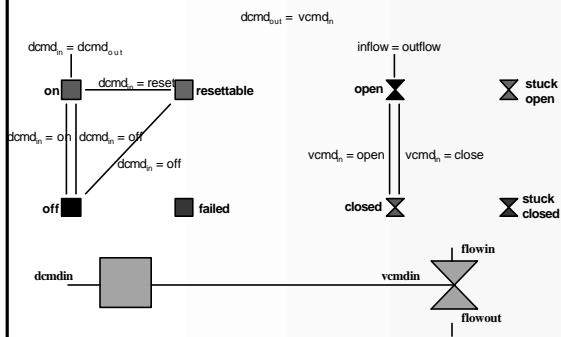 dcmd_out = vcmd_in
dcmd_in = dcmd_out
inflow = outflow
dcmd_in = reset
on
resettable
open
stuck
open
dcmd_in = on
dcmd_in = off
dcmd_in = off
vcmd_in = open
vcmd_in = close
off
failed
closed
stuck
closed
flowin
dcmdin
vcmdin
flowout